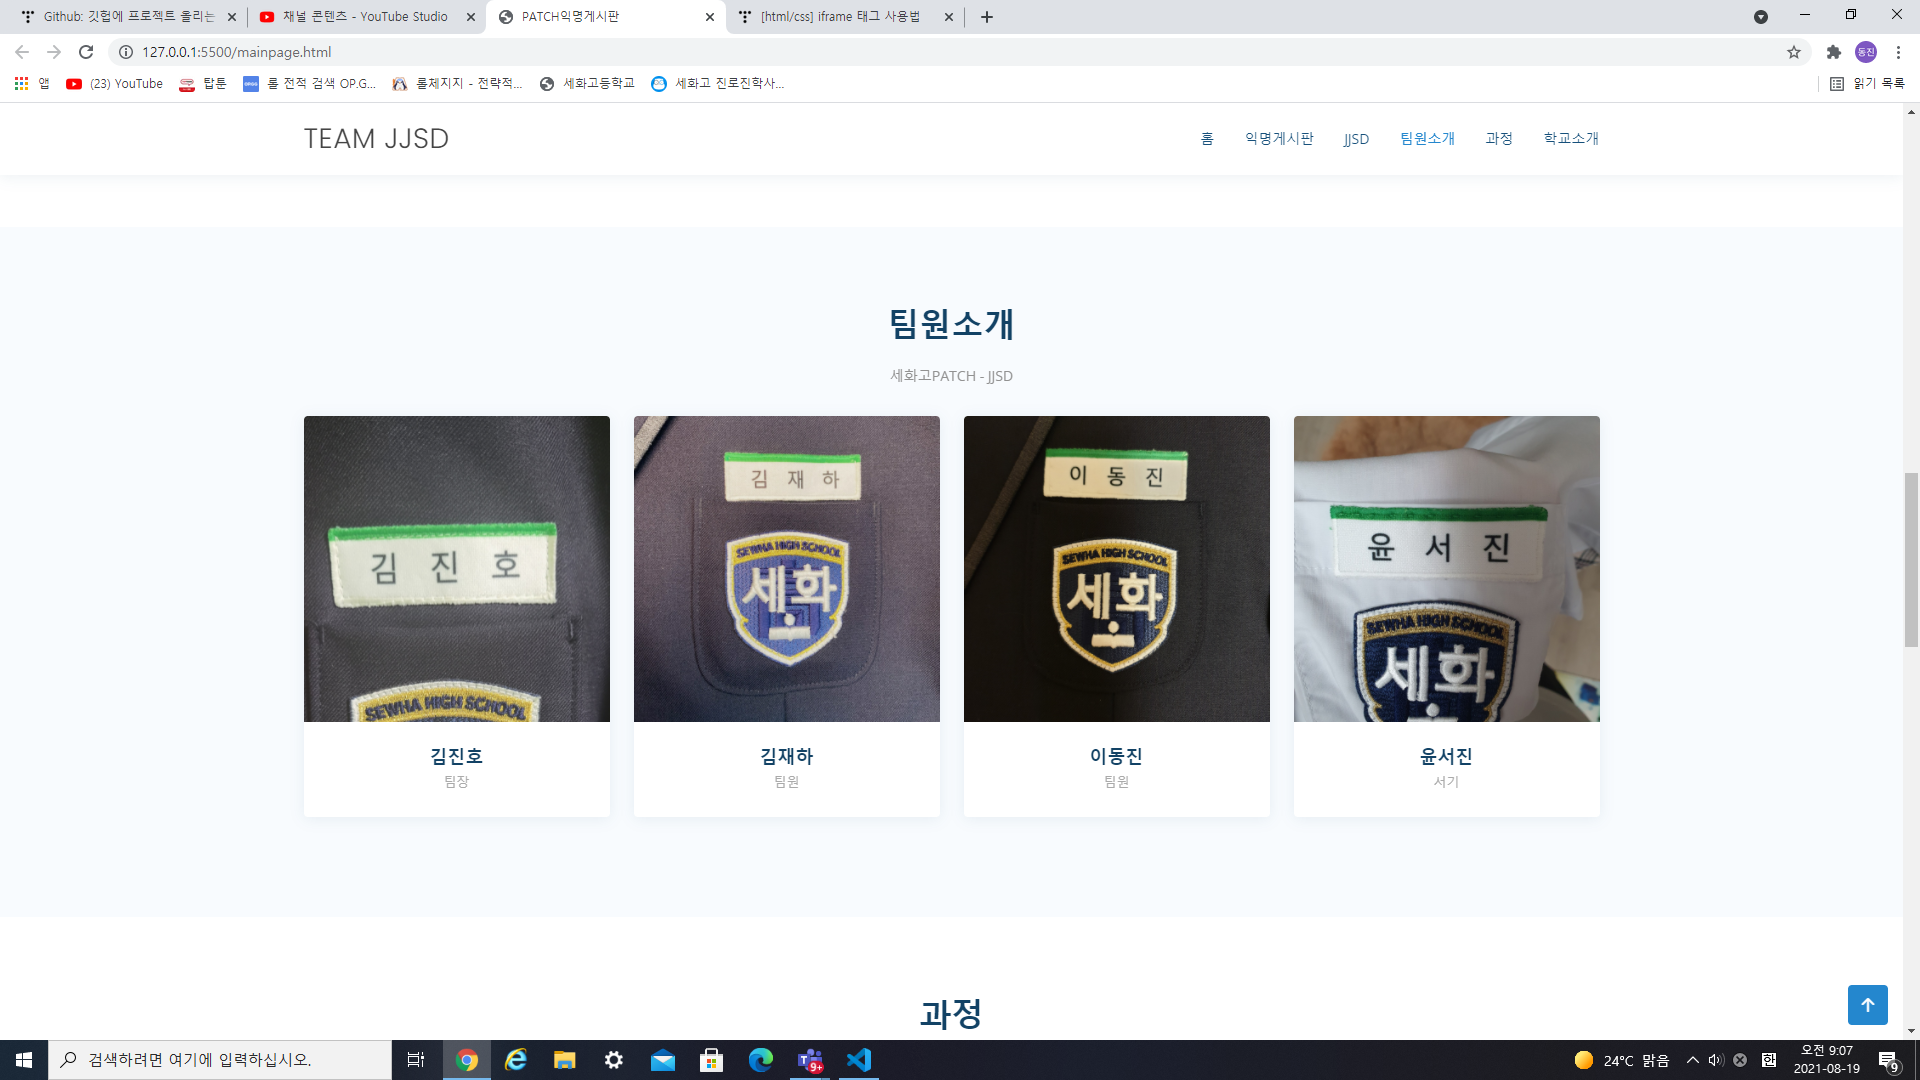 Github: 깃헙에 프로젝트 올리는
채널 콘텐츠 - YouTube Studio
PATCH익명게시판
[html/css] iframe 태그 사용법
127.0.0.1:5500/mainpage.html
동진
앱
(23) YouTube
탑툰
롤 전적 검색 OP.G...
롤체지지 - 전략적...
세화고등학교
세화고 진로진학사...
읽기 목록
TEAM JJSD
홈
익명게시판
JJSD
팀원소개
과정
학교소개
팀원소개
세화고PATCH - JJSD
김 진 호
SEWHA HIGH SCHOOL
김 재 하
SEWHA HIGH SCHOOL
세화
이 동 진
SEWHA HIGH SCHOOL
세화
윤 서 진
SEWHA HIGH SCHOOL
세화
김진호
팀장
김재하
팀원
이동진
팀원
윤서진
서기
과정
검색하려면 여기에 입력하십시오.
9+
24°C 맑음
한
오전 9:07
2021-08-19
9